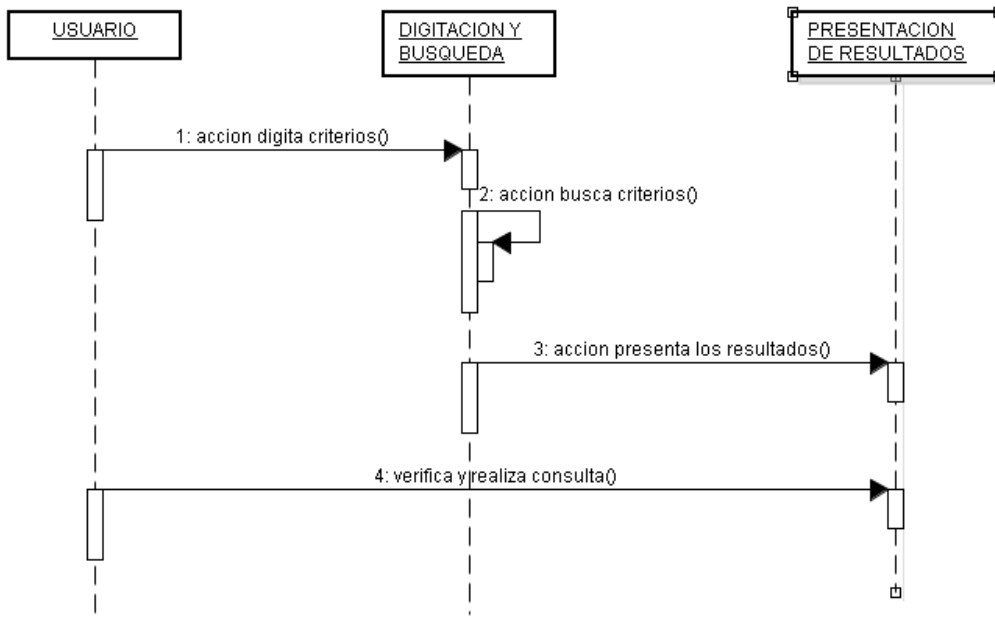 USUARIO
DIGITACION Y
BUSQUEDA
PRESENTACION
DE RESULTADOS
1: accion digita criterios()
2: accion busca criterios()
3: accion presenta los resultados()
4: verifica y realiza consulta()